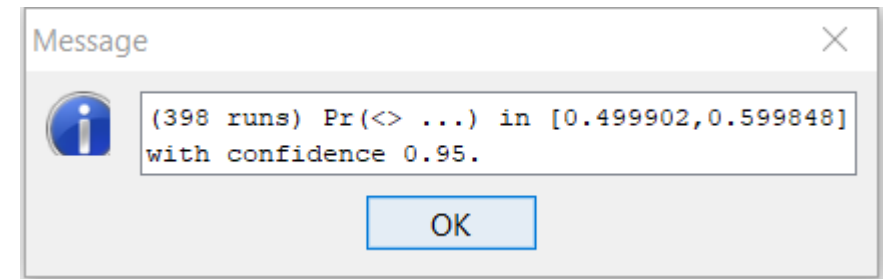 Message
(398 runs) Pr(<> ...) in [0.499902,0.599848]
with confidence 0.95.
OK